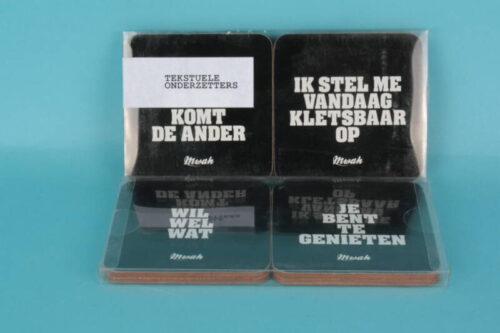 TEKSTUELE
ONDERZETTERS
KOMT
DE ANDER
Mwah
IK STEL ME
VANDAAG
KLETSBAAR
OP
Mwah
WIL
WEL
WAT
Mwah
JE
BENT
TE
GENIETEN
Mwah